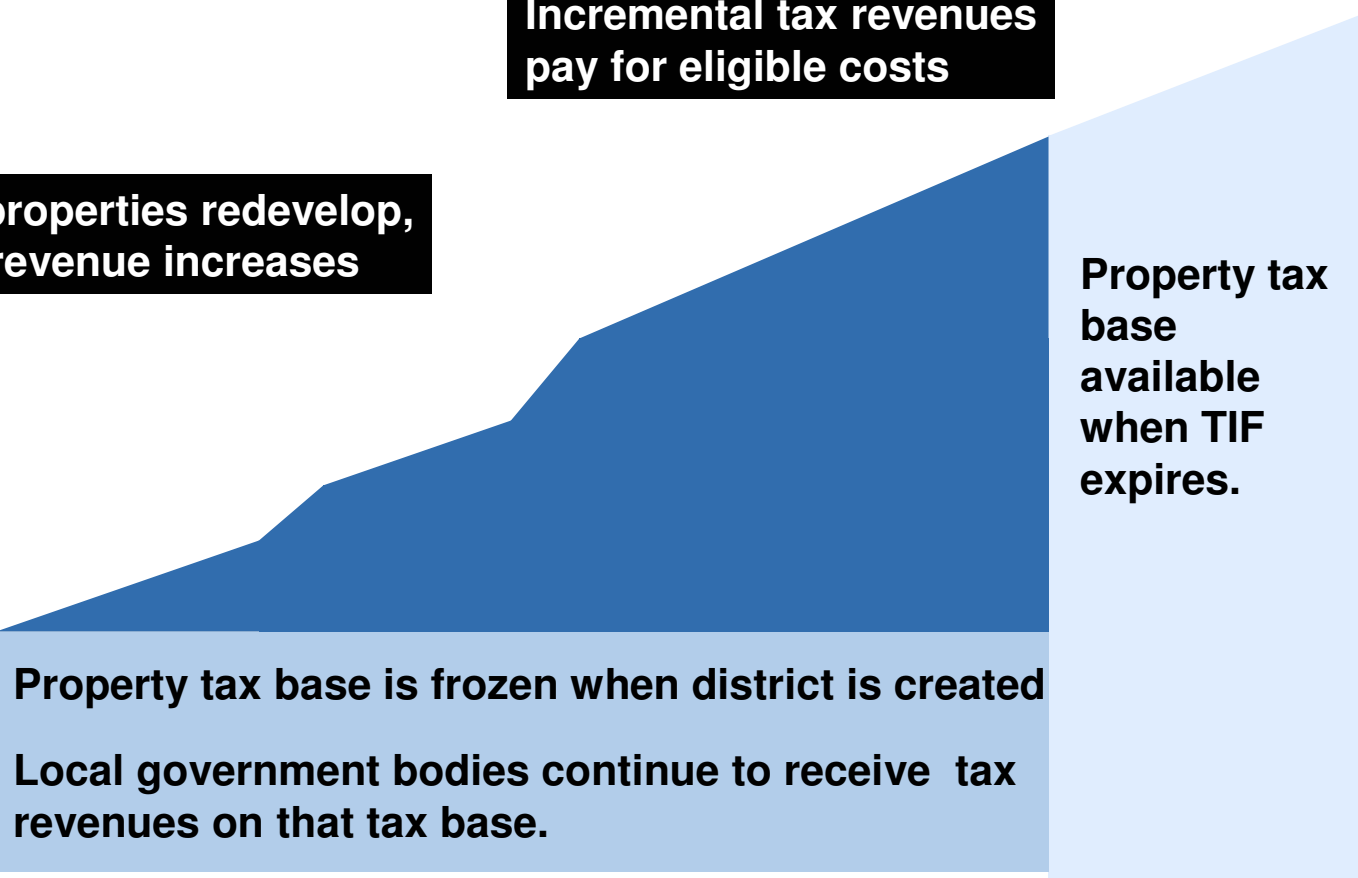 Incremental tax revenues
pay for eligible costs
properties redevelop,
revenue increases
Property tax
base
available
when TIF
expires.
Property tax base is frozen when district is created
Local government bodies continue to receive  tax
revenues on that tax base.